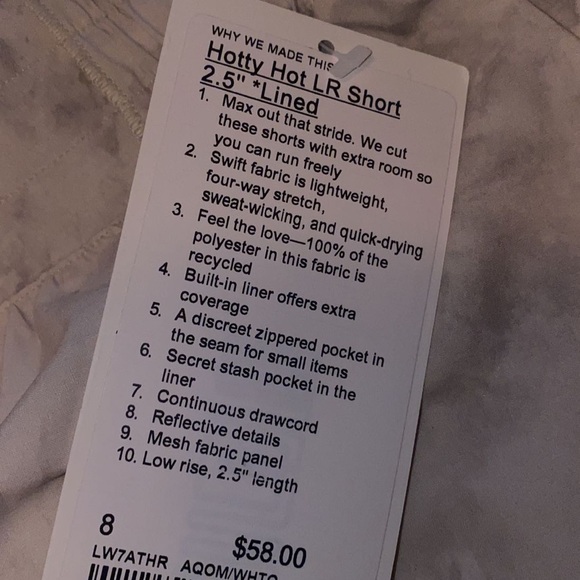 WHY WE MADE THIS
Hotty Hot LR Short
2.5" *Lined
1. Max out that stride. We cut
these shorts with extra room so
you can run freely
2. Swift fabric is lightweight,
four-way stretch,
sweat-wicking, and quick-drying
3. Feel the love—100% of the
polyester in this fabric is
recycled
4. Built-in liner offers extra
coverage
5. A discreet zippered pocket in
the seam for small items
6. Secret stash pocket in the
liner
7. Continuous drawcord
8. Reflective details
9. Mesh fabric panel
10. Low rise, 2.5" length
8
$58.00
LW7ATHR AQOM/WHTO